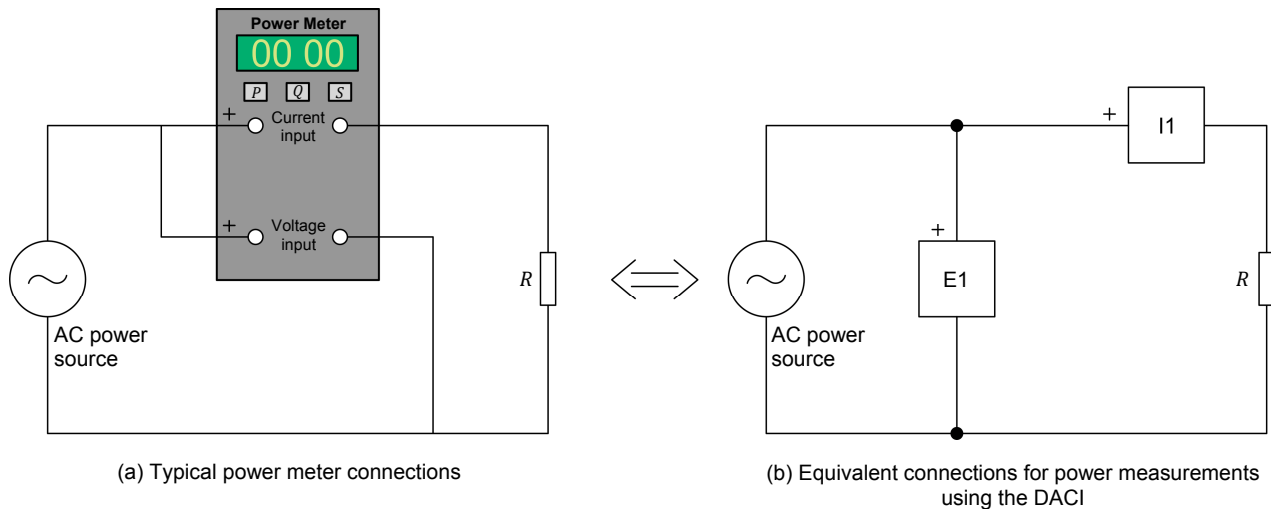 Power Meter
00 00
P Q S
+ Current
input
+ Voltage
input
AC power
source
R
(a) Typical power meter connections
+ I1
+
E1
AC power
source
R
(b) Equivalent connections for power measurements
using the DACI